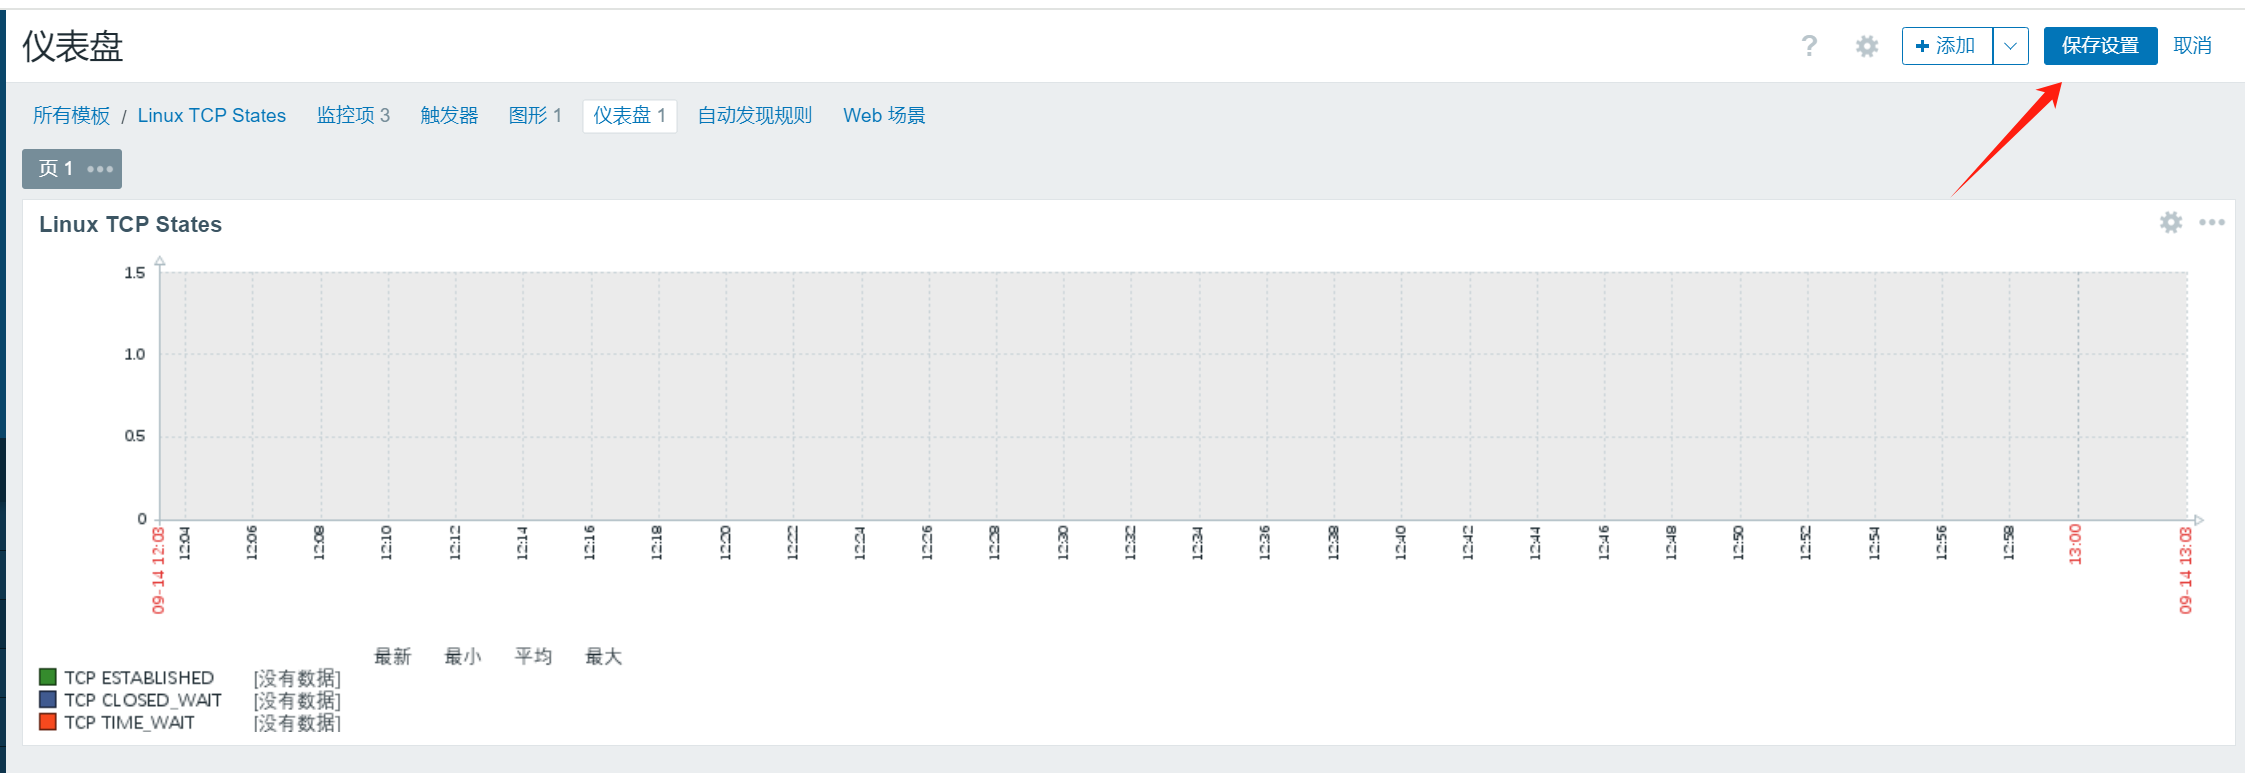 仪表盘
? + 添加 保存设置 取消
所有模板 / Linux TCP States 监控项 3 触发器 图形 1 仪表盘 1 自动发现规则 Web 场景
页 1
Linux TCP States
1.5
1.0
0.5
0
09-14 12:03 12:04 12:06 12:08 12:10 12:12 12:14 12:16 12:18 12:20 12:22 12:24 12:26 12:28 12:30 12:32 12:34 12:36 12:38 12:40 12:42 12:44 12:46 12:48 12:50 12:52 12:54 12:56 12:58 13:00 09-14 13:03
最新 最小 平均 最大
TCP ESTABLISHED [没有数据]
TCP CLOSED_WAIT [没有数据]
TCP TIME_WAIT [没有数据]